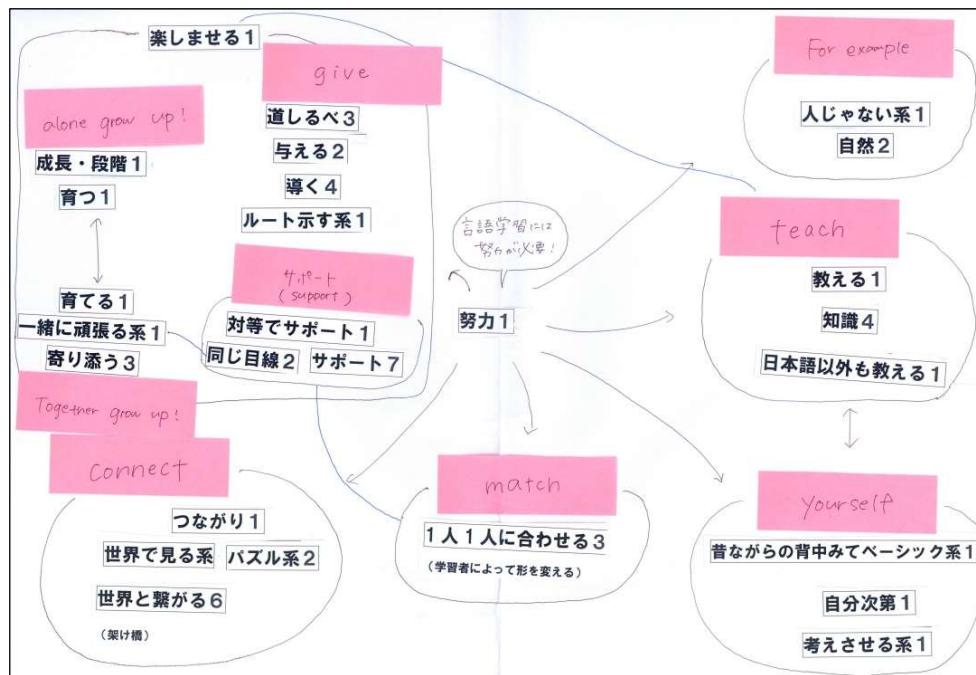 楽しませる1
give
道しるべ3
与える2
導く4
ルート示す系1
alone grow up!
成長・段階1
育つ1
育てる1
一緒に頑張る系1
寄り添う3
Together grow up!
サポート
(support)
対等でサポート1
同じ目線2 サポート7
言語学習には
努力が必要!
努力1
For example
人じゃない系1
自然2
teach
教える1
知識4
日本語以外も教える1
connect
つながり1
世界で見る系 パズル系2
世界と繋がる6
(架け橋)
match
1人1人に合わせる3
(学習者によって形を変える)
yourself
昔ながらの背中みてベーシック系1
自分次第1
考えさせる系1